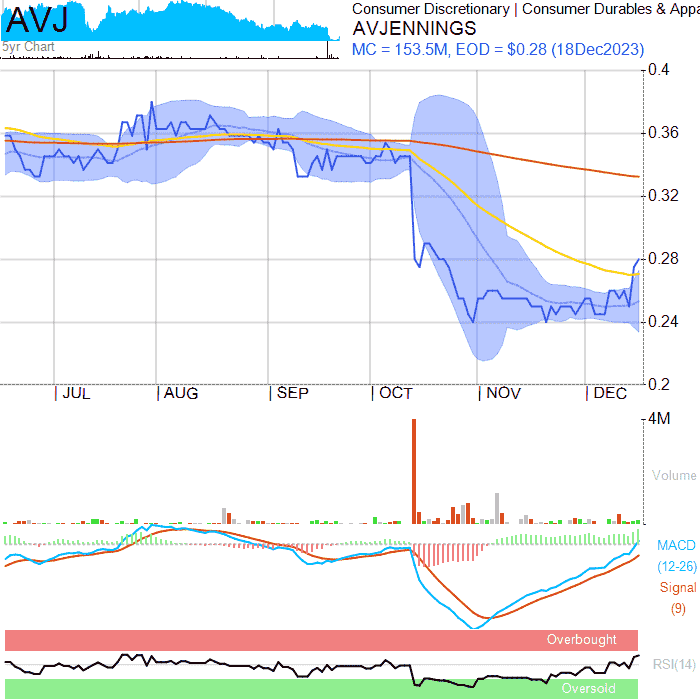 AVJ
5yr Chart
Consumer Discretionary | Consumer Durables & Appa
AVJENNINGS
MC = 153.5M, EOD = $0.28 (18Dec2023)
0.4
0.36
0.32
0.28
0.24
0.2
JUL AUG SEP OCT NOV DEC
4M
Volume
MACD
(12-26)
Signal
(9)
Overbought
RSI(14)
Oversold